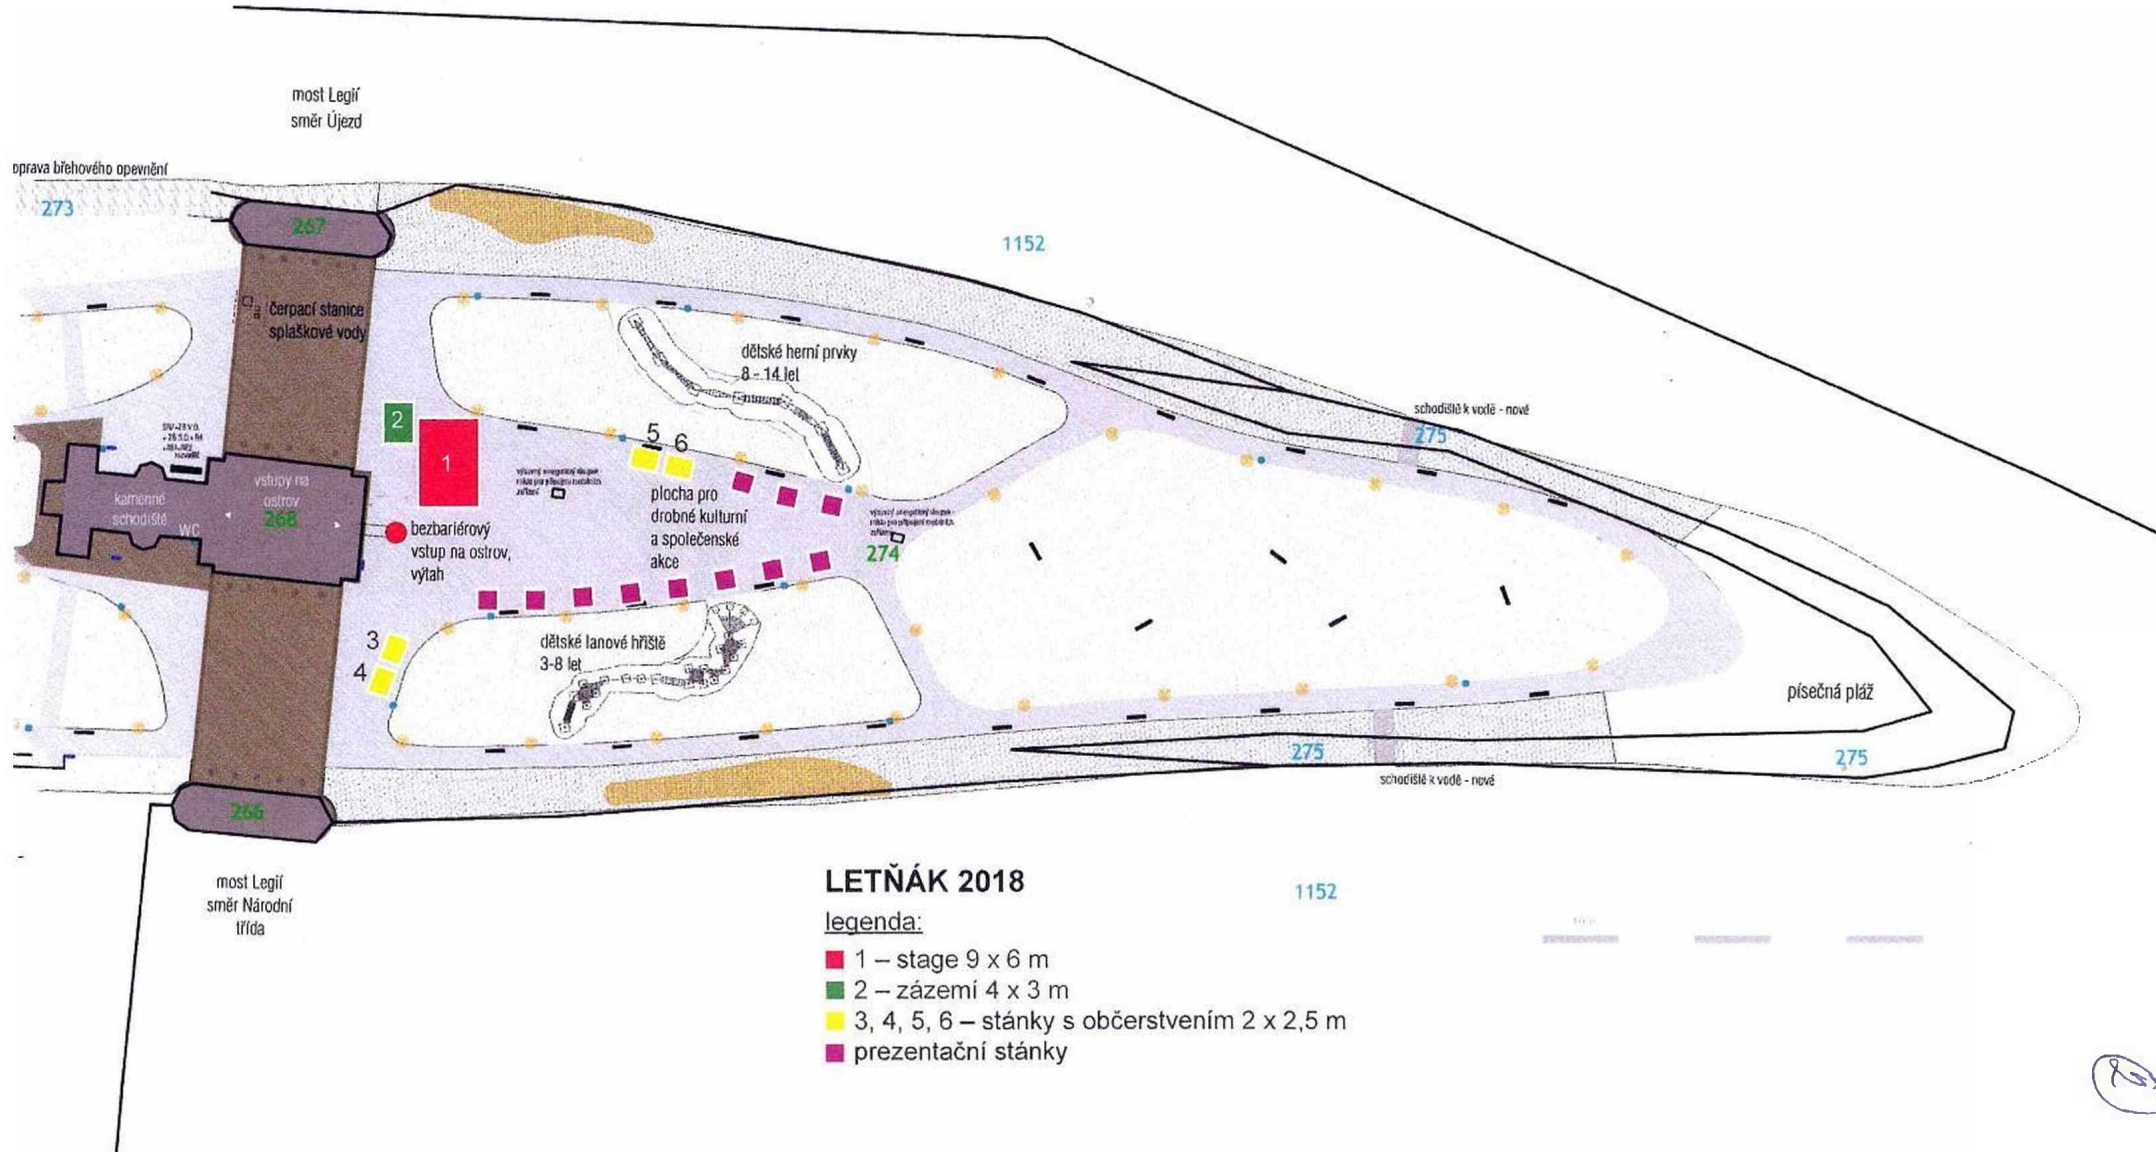 most Legií
směr Újezd
oprava břehového opevnění
273
267
1152
čerpací stanice
splaškové vody
dětské herní prvky
8 - 14 let
schodiště k vodě - nové
275
2
1
5
6
vstupy na
ostrov
268
kamenné
schodiště
WC
plocha pro
drobné kulturní
a společenské
akce
bezbariérový
vstup na ostrov,
výtah
274
3
4
dětské lanové hřiště
3-8 let
písečná pláž
275
275
schodiště k vodě - nové
266
most Legií
směr Národní
třída
LETŇÁK 2018
1152
legenda:
1 – stage 9 x 6 m
2 – zázemí 4 x 3 m
3, 4, 5, 6 – stánky s občerstvením 2 x 2,5 m
prezentační stánky